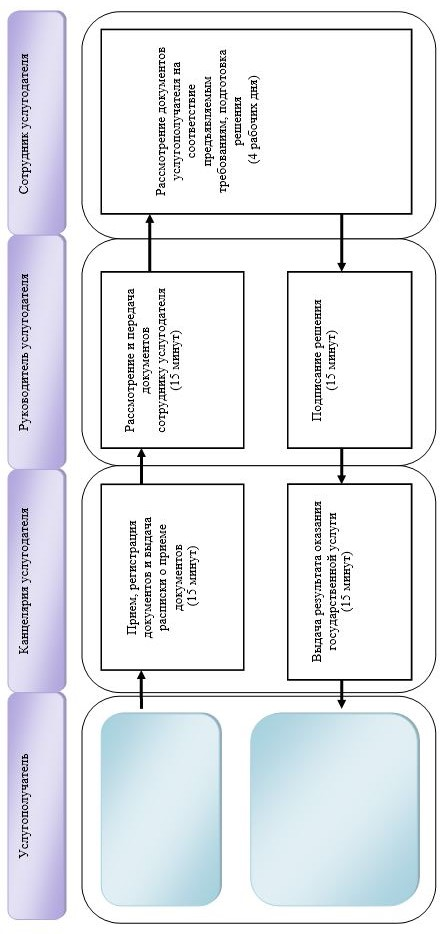 Услугополучатель
Канцелярия услугодателя
Руководитель услугодателя
Сотрудник услугодателя
Прием, регистрация
документов и выдача
расписки о приеме
документов
(15 минут)
Рассмотрение и передача
документов
сотруднику услугодателя
(15 минут)
Рассмотрение документов
услугополучателя на
соответствие
предъявляемым
требованиям, подготовка
решения
(4 рабочих дня)
Подписание решения
(15 минут)
Выдача результата оказания
государственной услуги
(15 минут)